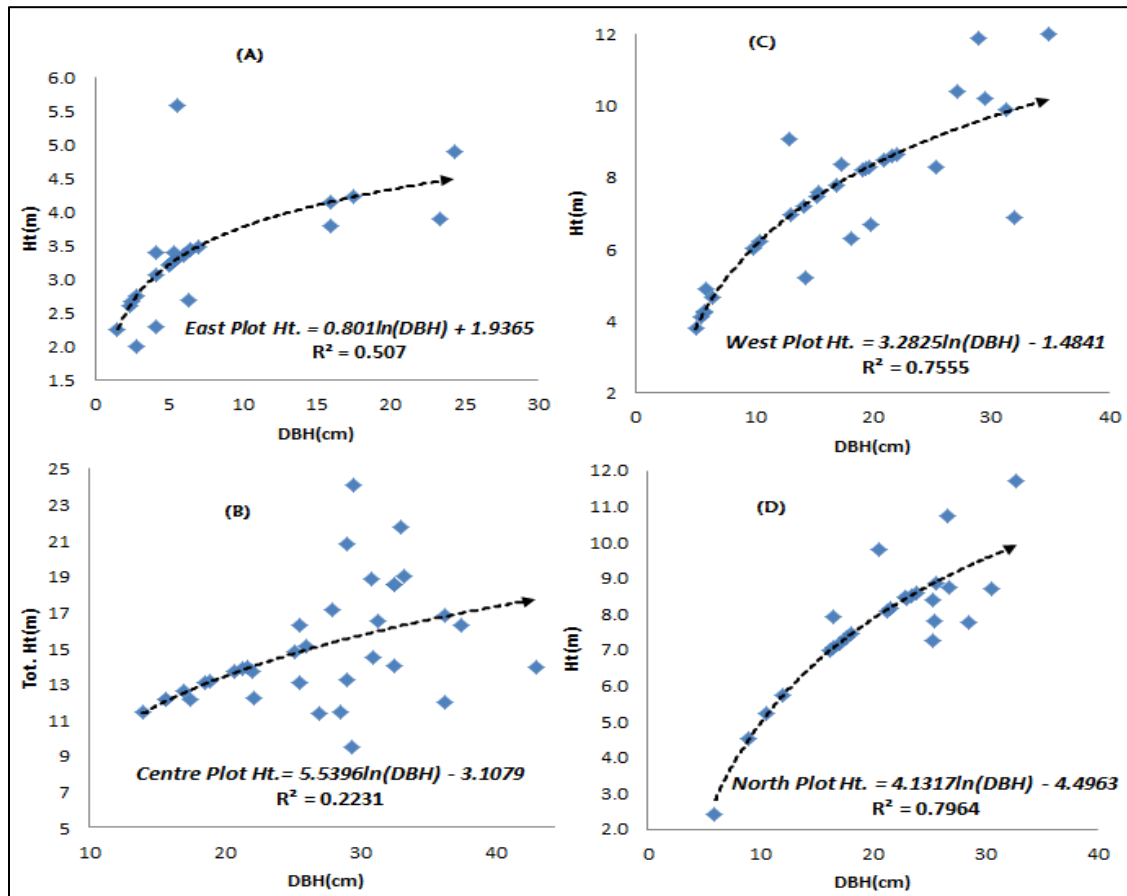 (A)
6.0
5.5
5.0
4.5
4.0
3.5
3.0
2.5
2.0
1.5
Ht(m)
East Plot Ht. = 0.801ln(DBH) + 1.9365
R² = 0.507
0 5 10 15 20 25 30
DBH(cm)
(C)
12
10
8
6
4
2
Ht(m)
West Plot Ht. = 3.2825ln(DBH) - 1.4841
R² = 0.7555
0 10 20 30 40
DBH(cm)
(B)
25
23
21
19
17
15
13
11
9
7
5
Tot. Ht(m)
Centre Plot Ht.= 5.5396ln(DBH) - 3.1079
R² = 0.2231
10 20 30 40
DBH(cm)
(D)
12.0
11.0
10.0
9.0
8.0
7.0
6.0
5.0
4.0
3.0
2.0
Ht(m)
North Plot Ht. = 4.1317ln(DBH) - 4.4963
R² = 0.7964
0 10 20 30 40
DBH(cm)